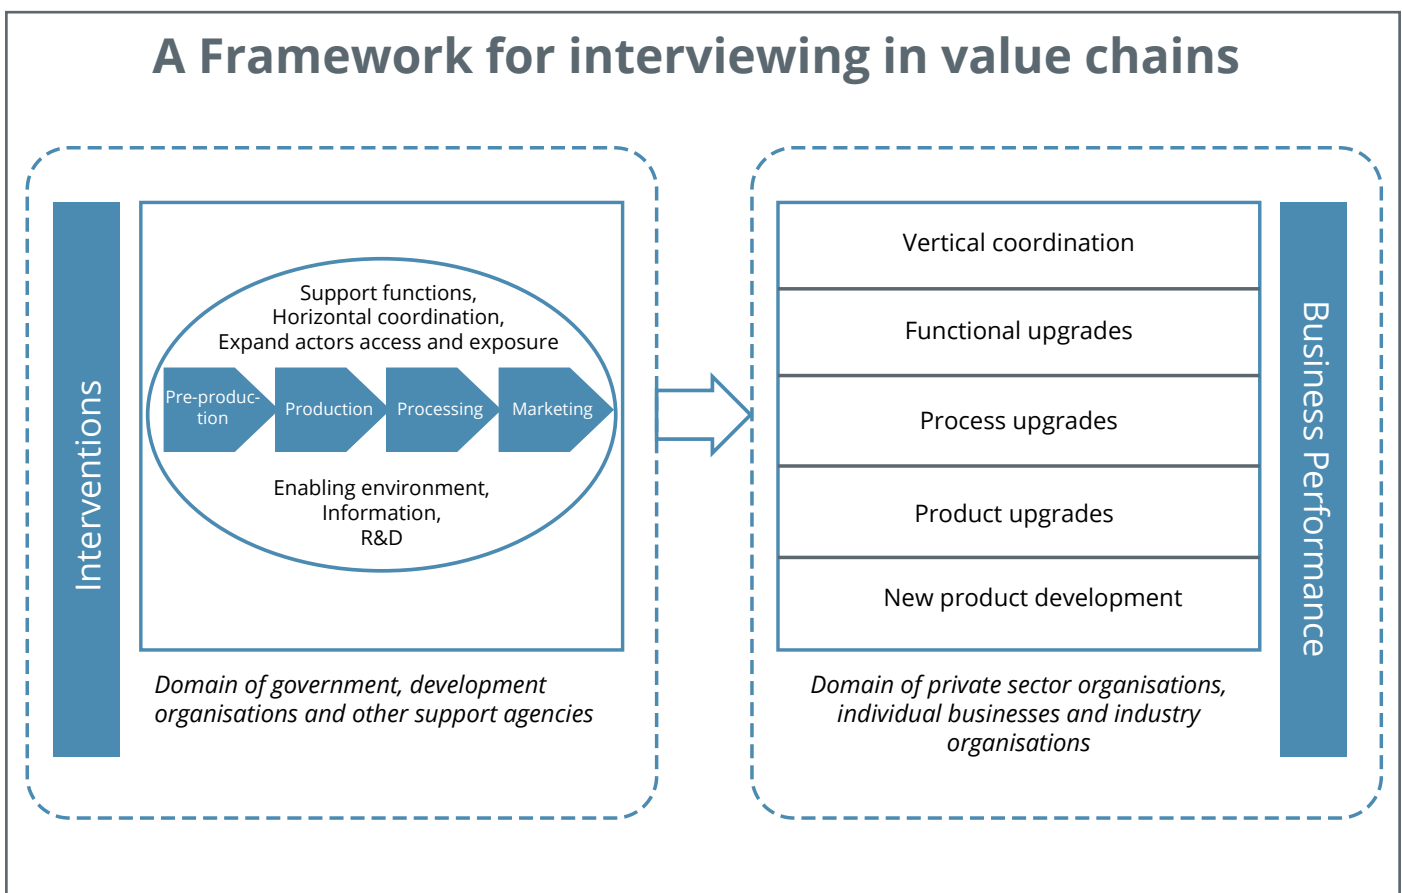 A Framework for interviewing in value chains
Interventions
Support functions,
Horizontal coordination,
Expand actors access and exposure
Pre-produc-
tion
Production
Processing
Marketing
Enabling environment,
Information,
R&D
Domain of government, development
organisations and other support agencies
Vertical coordination
Functional upgrades
Process upgrades
Product upgrades
New product development
Business Performance
Domain of private sector organisations,
individual businesses and industry
organisations